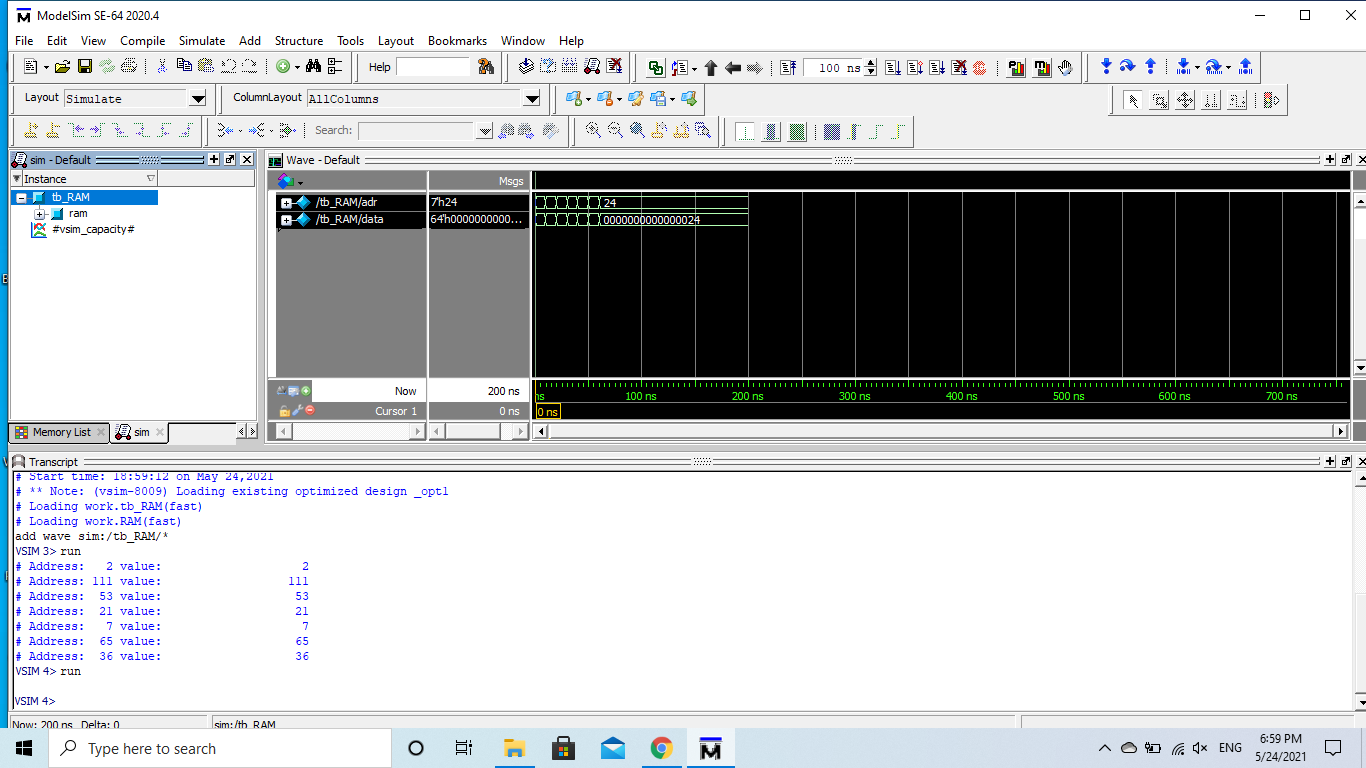 ModelSim SE-64 2020.4
File Edit View Compile Simulate Add Structure Tools Layout Bookmarks Window Help
Help 100 ns
Layout Simulate ColumnLayout AllColumns
Search:
sim - Default
Instance
tb_RAM
ram
#vsim_capacity#
Memory List sim
Wave - Default
Msgs
/tb_RAM/adr 7'h24 24
/tb_RAM/data 64'h0000000000... 0000000000000024
Now 200 ns
ns 100 ns 200 ns 300 ns 400 ns 500 ns 600 ns 700 ns
Cursor 1 0 ns 0 ns
Transcript
# Start time: 18:59:12 on May 24,2021
# ** Note: (vsim-8009) Loading existing optimized design _opt1
# Loading work.tb_RAM(fast)
# Loading work.RAM(fast)
add wave sim:/tb_RAM/*
VSIM 3> run
# Address: 2 value: 2
# Address: 111 value: 111
# Address: 53 value: 53
# Address: 21 value: 21
# Address: 7 value: 7
# Address: 65 value: 65
# Address: 36 value: 36
VSIM 4> run
VSIM 4>
Now: 200 ns Delta: 0 sim:/tb_RAM
Type here to search
ENG
6:59 PM
5/24/2021